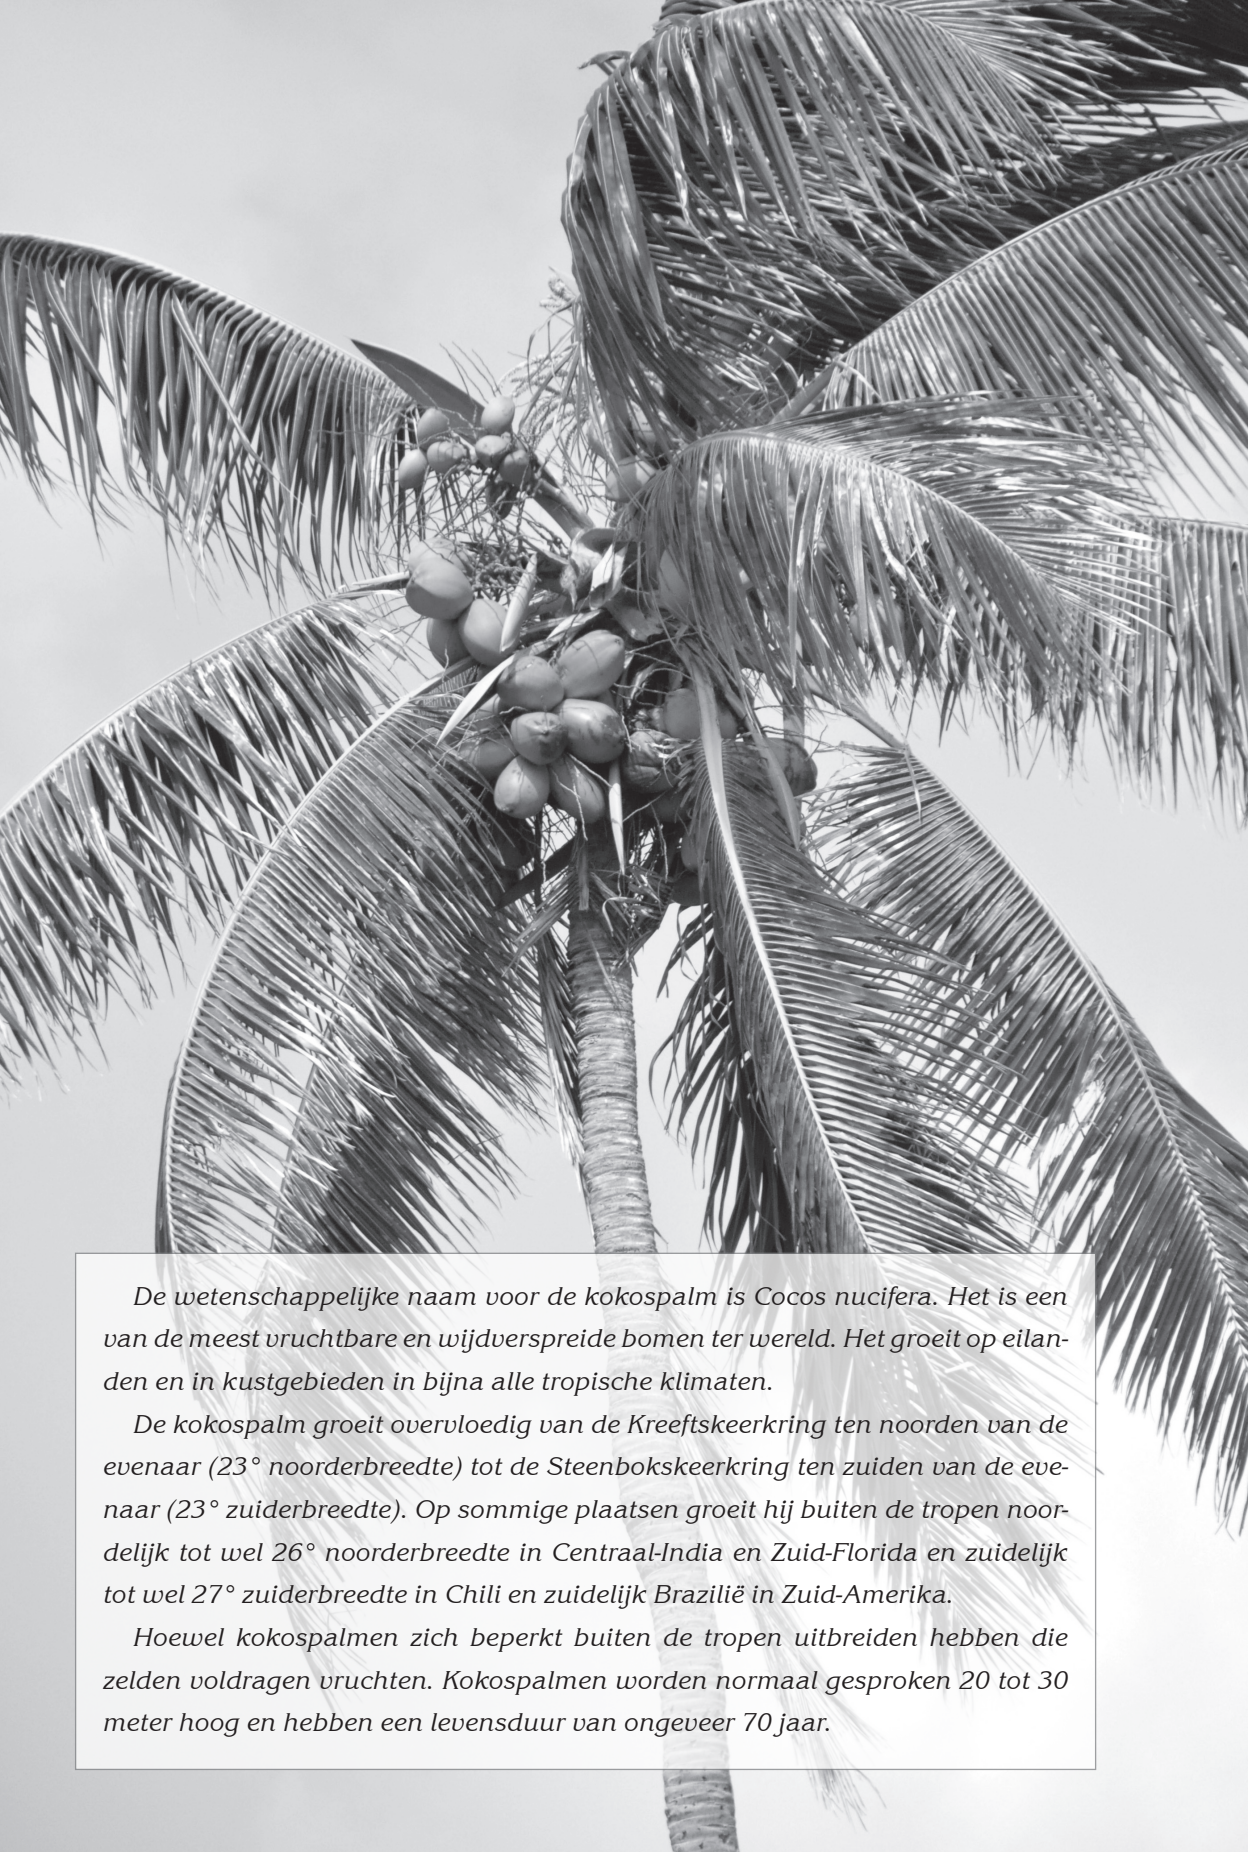 De wetenschappelijke naam voor de kokospalm is Cocos nucifera. Het is een
van de meest vruchtbare en wijdverspreide bomen ter wereld. Het groeit op eilan-
den en in kustgebieden in bijna alle tropische klimaten.
De kokospalm groeit overvloedig van de Kreeftskeerkring ten noorden van de
evenaar (23° noorderbreedte) tot de Steenbokskeerkring ten zuiden van de eve-
naar (23° zuiderbreedte). Op sommige plaatsen groeit hij buiten de tropen noor-
delijk tot wel 26° noorderbreedte in Centraal-India en Zuid-Florida en zuidelijk
tot wel 27° zuiderbreedte in Chili en zuidelijk Brazilië in Zuid-Amerika.
Hoewel kokospalmen zich beperkt buiten de tropen uitbreiden hebben die
zelden voldragen vruchten. Kokospalmen worden normaal gesproken 20 tot 30
meter hoog en hebben een levensduur van ongeveer 70 jaar.